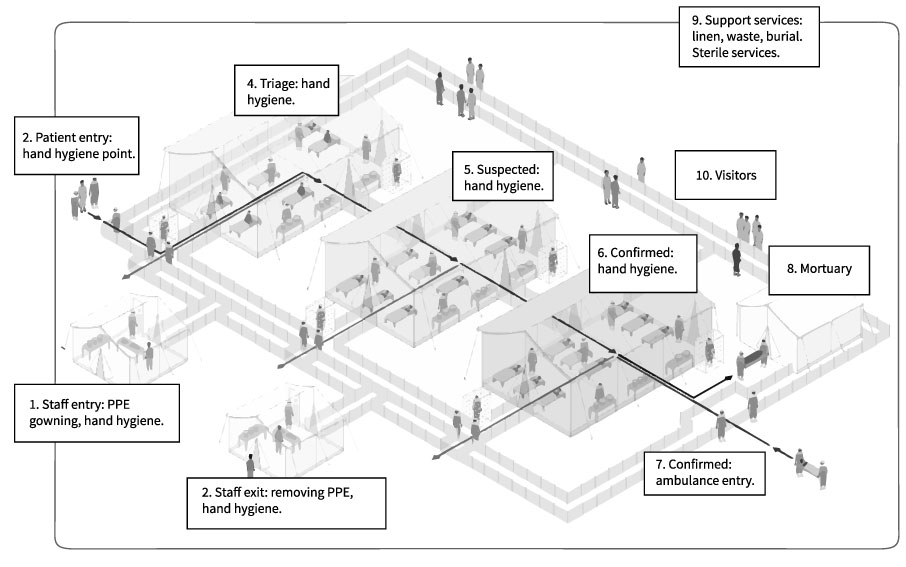 9. Support services:
linen, waste, burial.
Sterile services.
4. Triage: hand
hygiene.
2. Patient entry:
hand hygiene point.
5. Suspected:
hand hygiene.
10. Visitors
6. Confirmed:
hand hygiene.
8. Mortuary
1. Staff entry: PPE
gowning, hand hygiene.
7. Confirmed:
ambulance entry.
2. Staff exit: removing PPE,
hand hygiene.